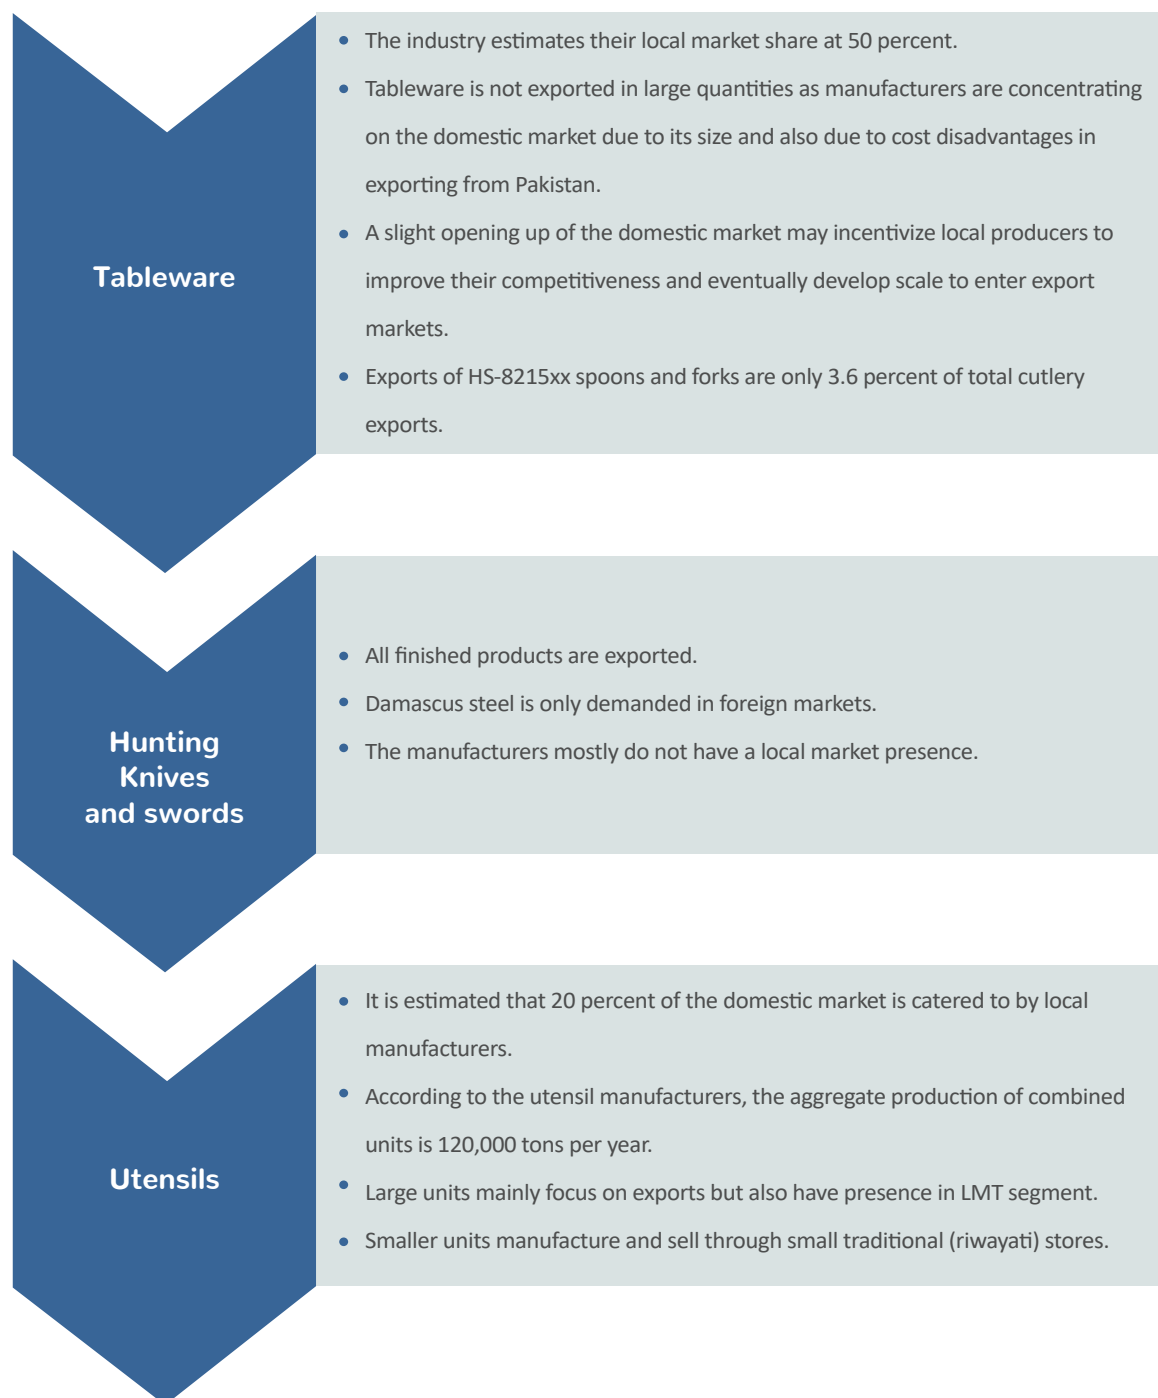 Tableware
• The industry estimates their local market share at 50 percent.
• Tableware is not exported in large quantities as manufacturers are concentrating
on the domestic market due to its size and also due to cost disadvantages in
exporting from Pakistan.
• A slight opening up of the domestic market may incentivize local producers to
improve their competitiveness and eventually develop scale to enter export
markets.
• Exports of HS-8215xx spoons and forks are only 3.6 percent of total cutlery
exports.
Hunting
Knives
and swords
• All finished products are exported.
• Damascus steel is only demanded in foreign markets.
• The manufacturers mostly do not have a local market presence.
Utensils
• It is estimated that 20 percent of the domestic market is catered to by local
manufacturers.
• According to the utensil manufacturers, the aggregate production of combined
units is 120,000 tons per year.
• Large units mainly focus on exports but also have presence in LMT segment.
• Smaller units manufacture and sell through small traditional (riwayati) stores.